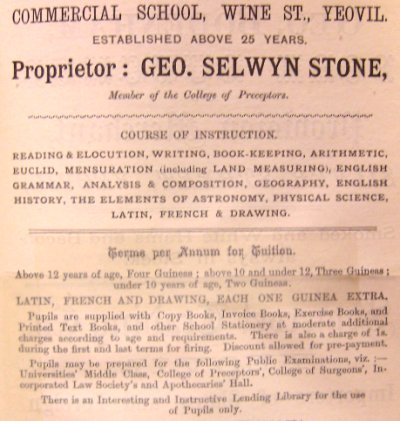 COMMERCIAL SCHOOL, WINE ST., YEOVIL.
ESTABLISHED ABOVE 25 YEARS.
Proprietor: GEO. SELWYN STONE,
Member of the College of Preceptors.
COURSE OF INSTRUCTION.
READING & ELOCUTION, WRITING, BOOK-KEEPING, ARITHMETIC,
EUCLID, MENSURATION (including LAND MEASURING), ENGLISH
GRAMMAR, ANALYSIS & COMPOSITION, GEOGRAPHY, ENGLISH
HISTORY, THE ELEMENTS OF ASTRONOMY, PHYSICAL SCIENCE,
LATIN, FRENCH & DRAWING.
Terms per Annum for Tuition.
Above 12 years of age, Four Guineas; above 10 and under 12, Three Guineas;
under 10 years of age, Two Guineas.
LATIN, FRENCH AND DRAWING, EACH ONE GUINEA EXTRA.
Pupils are supplied with Copy Books, Invoice Books, Exercise Books, and
Printed Text Books, and other School Stationery at moderate additional
charges according to age and requirements. There is also a charge of 1s.
during the first and last terms for firing. Discount allowed for pre-payment.
Pupils may be prepared for the following Public Examinations, viz. :—
Universities' Middle Class, College of Preceptors', College of Surgeons', In-
corporated Law Society's and Apothecaries' Hall.
There is an Interesting and Instructive Lending Library for the use
of Pupils only.